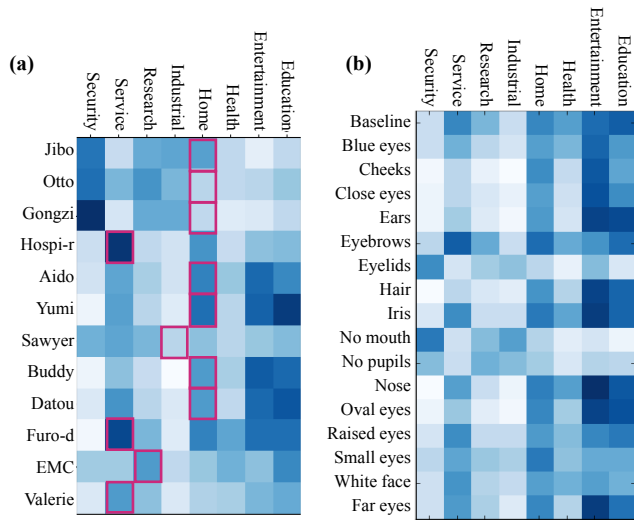 (a)
Security
Service
Research
Industrial
Home
Health
Entertainment
Education
Jibo
Otto
Gongzi
Hospi-r
Aido
Yumi
Sawyer
Buddy
Datou
Furo-d
EMC
Valerie
(b)
Security
Service
Research
Industrial
Home
Health
Entertainment
Education
Baseline
Blue eyes
Cheeks
Close eyes
Ears
Eyebrows
Eyelids
Hair
Iris
No mouth
No pupils
Nose
Oval eyes
Raised eyes
Small eyes
White face
Far eyes